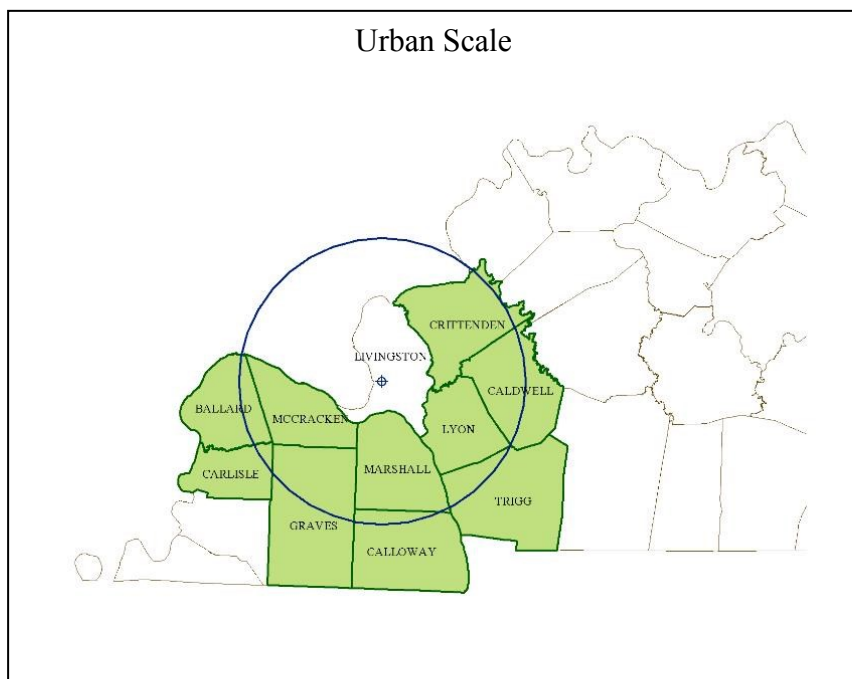 Urban Scale
CRITTENDEN
LIVINGSTON
CALDWELL
BALLARD
MCCRACKEN
LYON
MARSHALL
CARLISLE
TRIGG
GRAVES
CALLOWAY